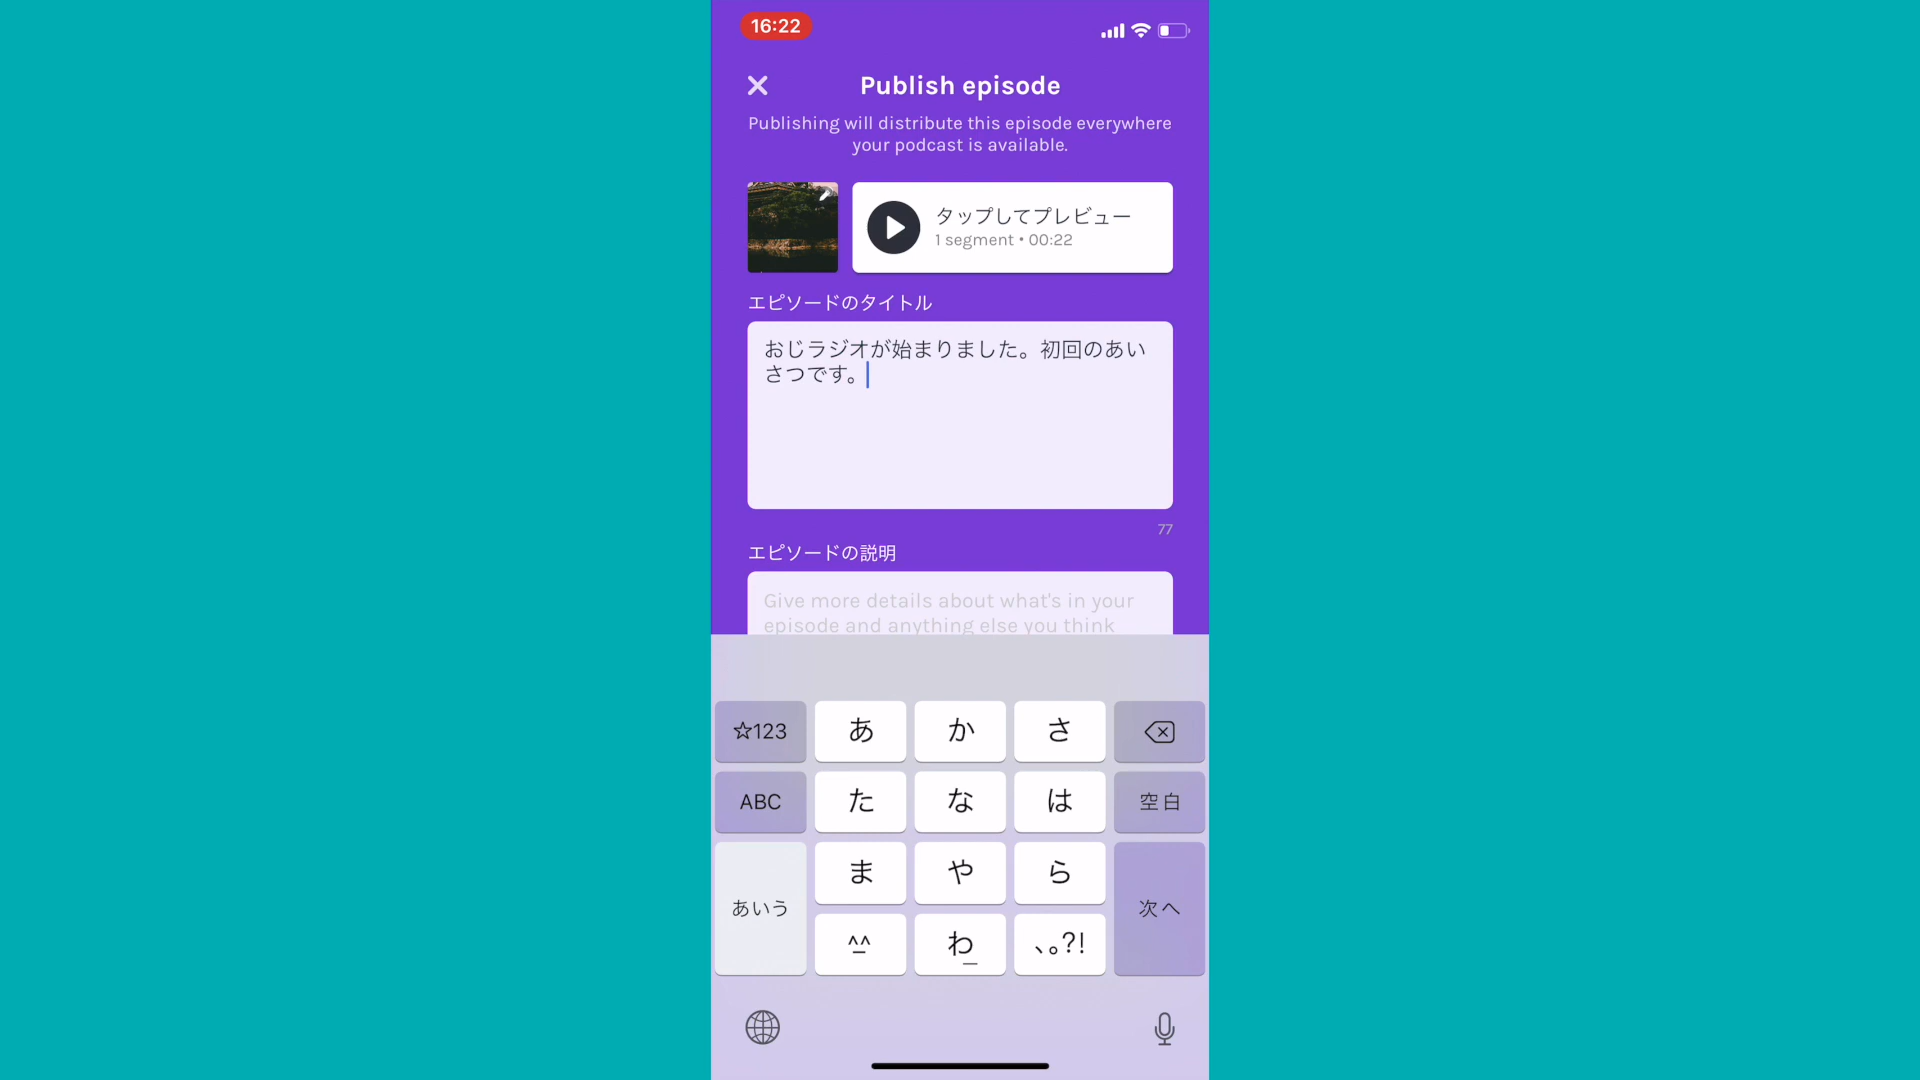 16:22
Publish episode
Publishing will distribute this episode everywhere
your podcast is available.
タップしてプレビュー
1 segment • 00:22
エピソードのタイトル
おじラジオが始まりました。初回のあい
さつです。
77
エピソードの説明
Give more details about what's in your
episode and anything else you think
☆123 あ か さ
ABC た な は 空白
あいう ま や ら 次へ
^^ わ 、。?!